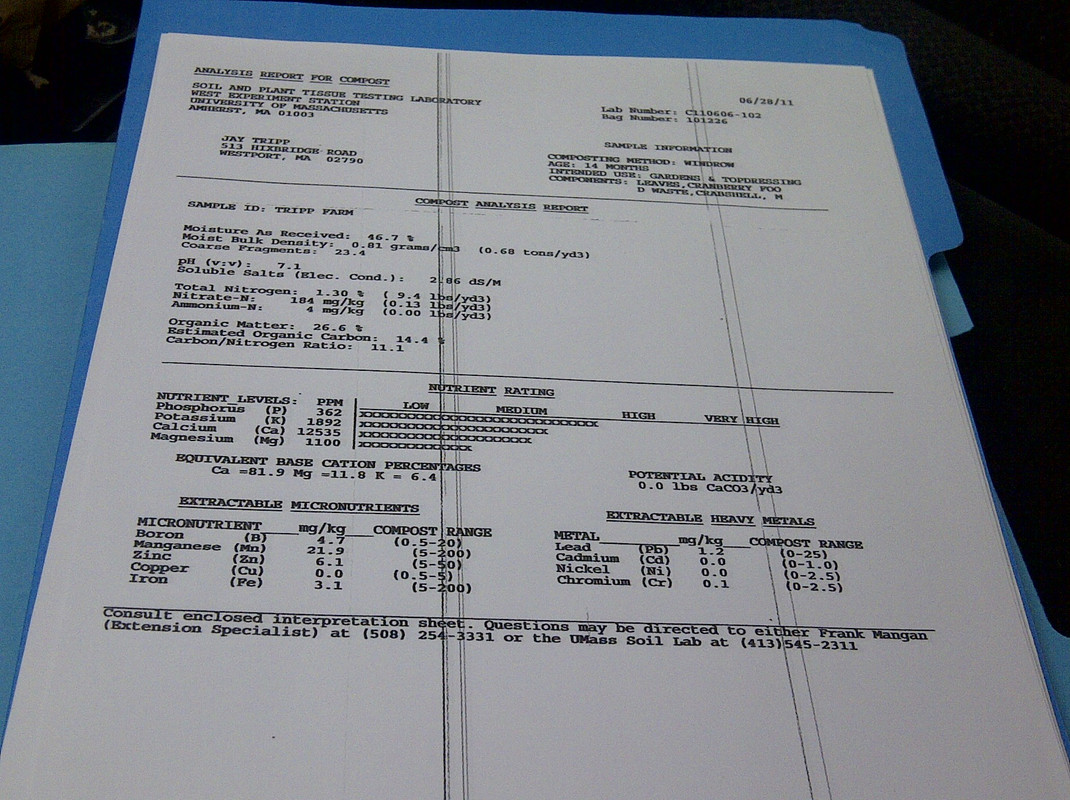 ANALYSIS REPORT FOR COMPOST
SOIL AND PLANT TISSUE TESTING LABORATORY
WEST EXPERIMENT STATION
UNIVERSITY OF MASSACHUSETTS
AMHERST, MA 01003
06/28/11
Lab Number: C110606-102
Bag Number: 101226
JAY TRIPP
513 HIXBRIDGE ROAD
WESTPORT, MA 02790
SAMPLE INFORMATION
COMPOSTING METHOD: WINDROW
AGE: 14 MONTHS
INTENDED USE: GARDENS & TOPDRESSING
COMPONENTS: LEAVES,CRANBERRY FOO
D WASTE,CRABSHELL, M
COMPOST ANALYSIS REPORT
SAMPLE ID: TRIPP FARM
Moisture As Received: 46.7 %
Moist Bulk Density: 0.81 grams/cm3 (0.68 tons/yd3)
Coarse Fragments: 23.4
pH (v:v): 7.1
Soluble Salts (Elec. Cond.): 2.86 dS/M
Total Nitrogen: 1.30 % ( 9.4 lbs/yd3)
Nitrate-N: 184 mg/kg (0.13 lbs/yd3)
Ammonium-N: 4 mg/kg (0.00 lbs/yd3)
Organic Matter: 26.6 %
Estimated Organic Carbon: 14.4 %
Carbon/Nitrogen Ratio: 11.1
NUTRIENT RATING
NUTRIENT LEVELS: PPM LOW MEDIUM HIGH VERY HIGH
Phosphorus (P) 362 XXXXXXXXXXXXXXXXXXXXXXXXXXXXXXXX
Potassium (K) 1892 XXXXXXXXXXXXXXXXXXXXXXXXX
Calcium (Ca) 12535 XXXXXXXXXXXXXXXXXXXXXXX
Magnesium (Mg) 1100 XXXXXXXXXXXXXXX
EQUIVALENT BASE CATION PERCENTAGES
Ca =81.9 Mg =11.8 K = 6.4
POTENTIAL ACIDITY
0.0 lbs CaCO3/yd3
EXTRACTABLE MICRONUTRIENTS
MICRONUTRIENT mg/kg COMPOST RANGE
Boron (B) 4.7 (0.5-20)
Manganese (Mn) 21.9 (5-200)
Zinc (Zn) 6.1 (5-50)
Copper (Cu) 0.0 (0.5-5)
Iron (Fe) 3.1 (5-200)
EXTRACTABLE HEAVY METALS
METAL mg/kg COMPOST RANGE
Lead (Pb) 1.2 (0-25)
Cadmium (Cd) 0.0 (0-1.0)
Nickel (Ni) 0.0 (0-2.5)
Chromium (Cr) 0.1 (0-2.5)
Consult enclosed interpretation sheet. Questions may be directed to either Frank Mangan
(Extension Specialist) at (508) 254-3331 or the UMass Soil Lab at (413)545-2311